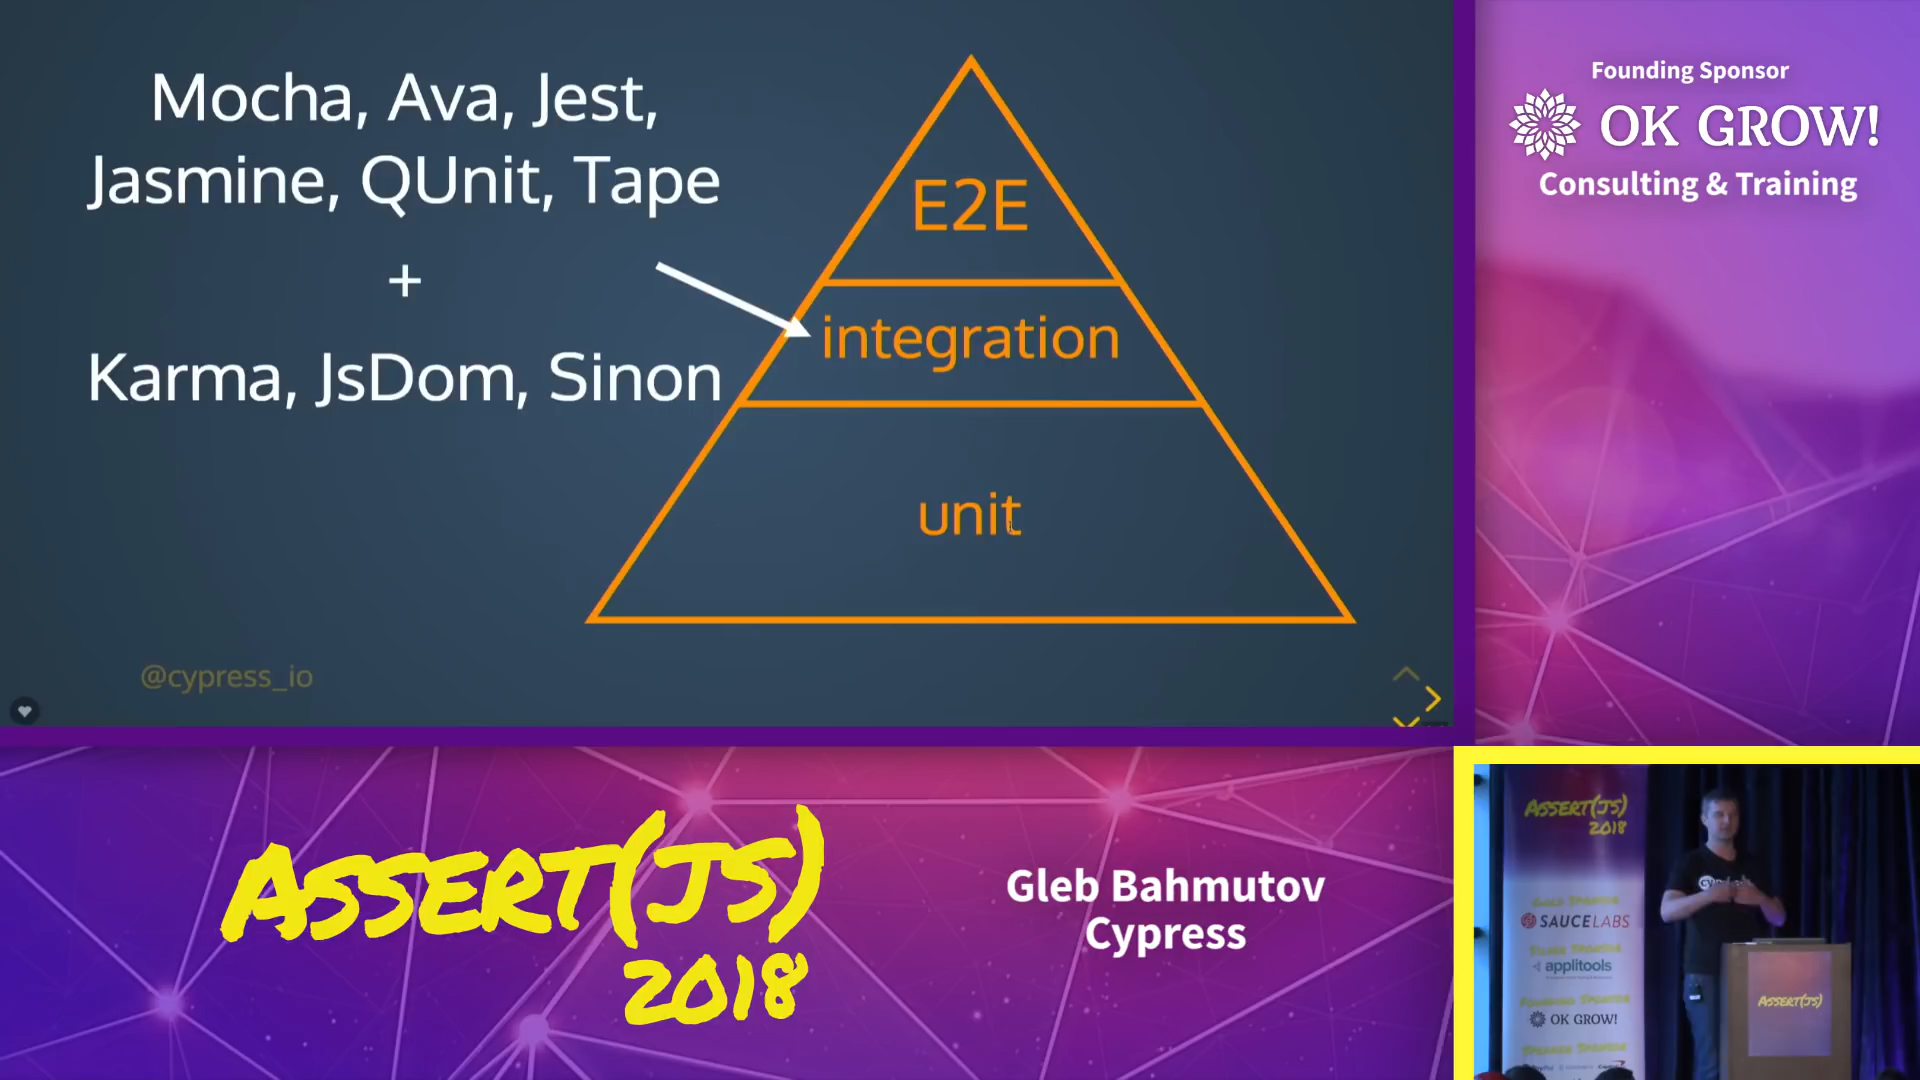 Mocha, Ava, Jest,
Jasmine, QUnit, Tape
+
Karma, JsDom, Sinon
E2E
integration
unit
@cypress_io
Founding Sponsor
OK GROW!
Consulting & Training
ASSERT(JS)
2018
Gleb Bahmutov
Cypress
ASSERT(JS)
2018
SAUCELABS
applitools
OK GROW!
ASSERT(JS)